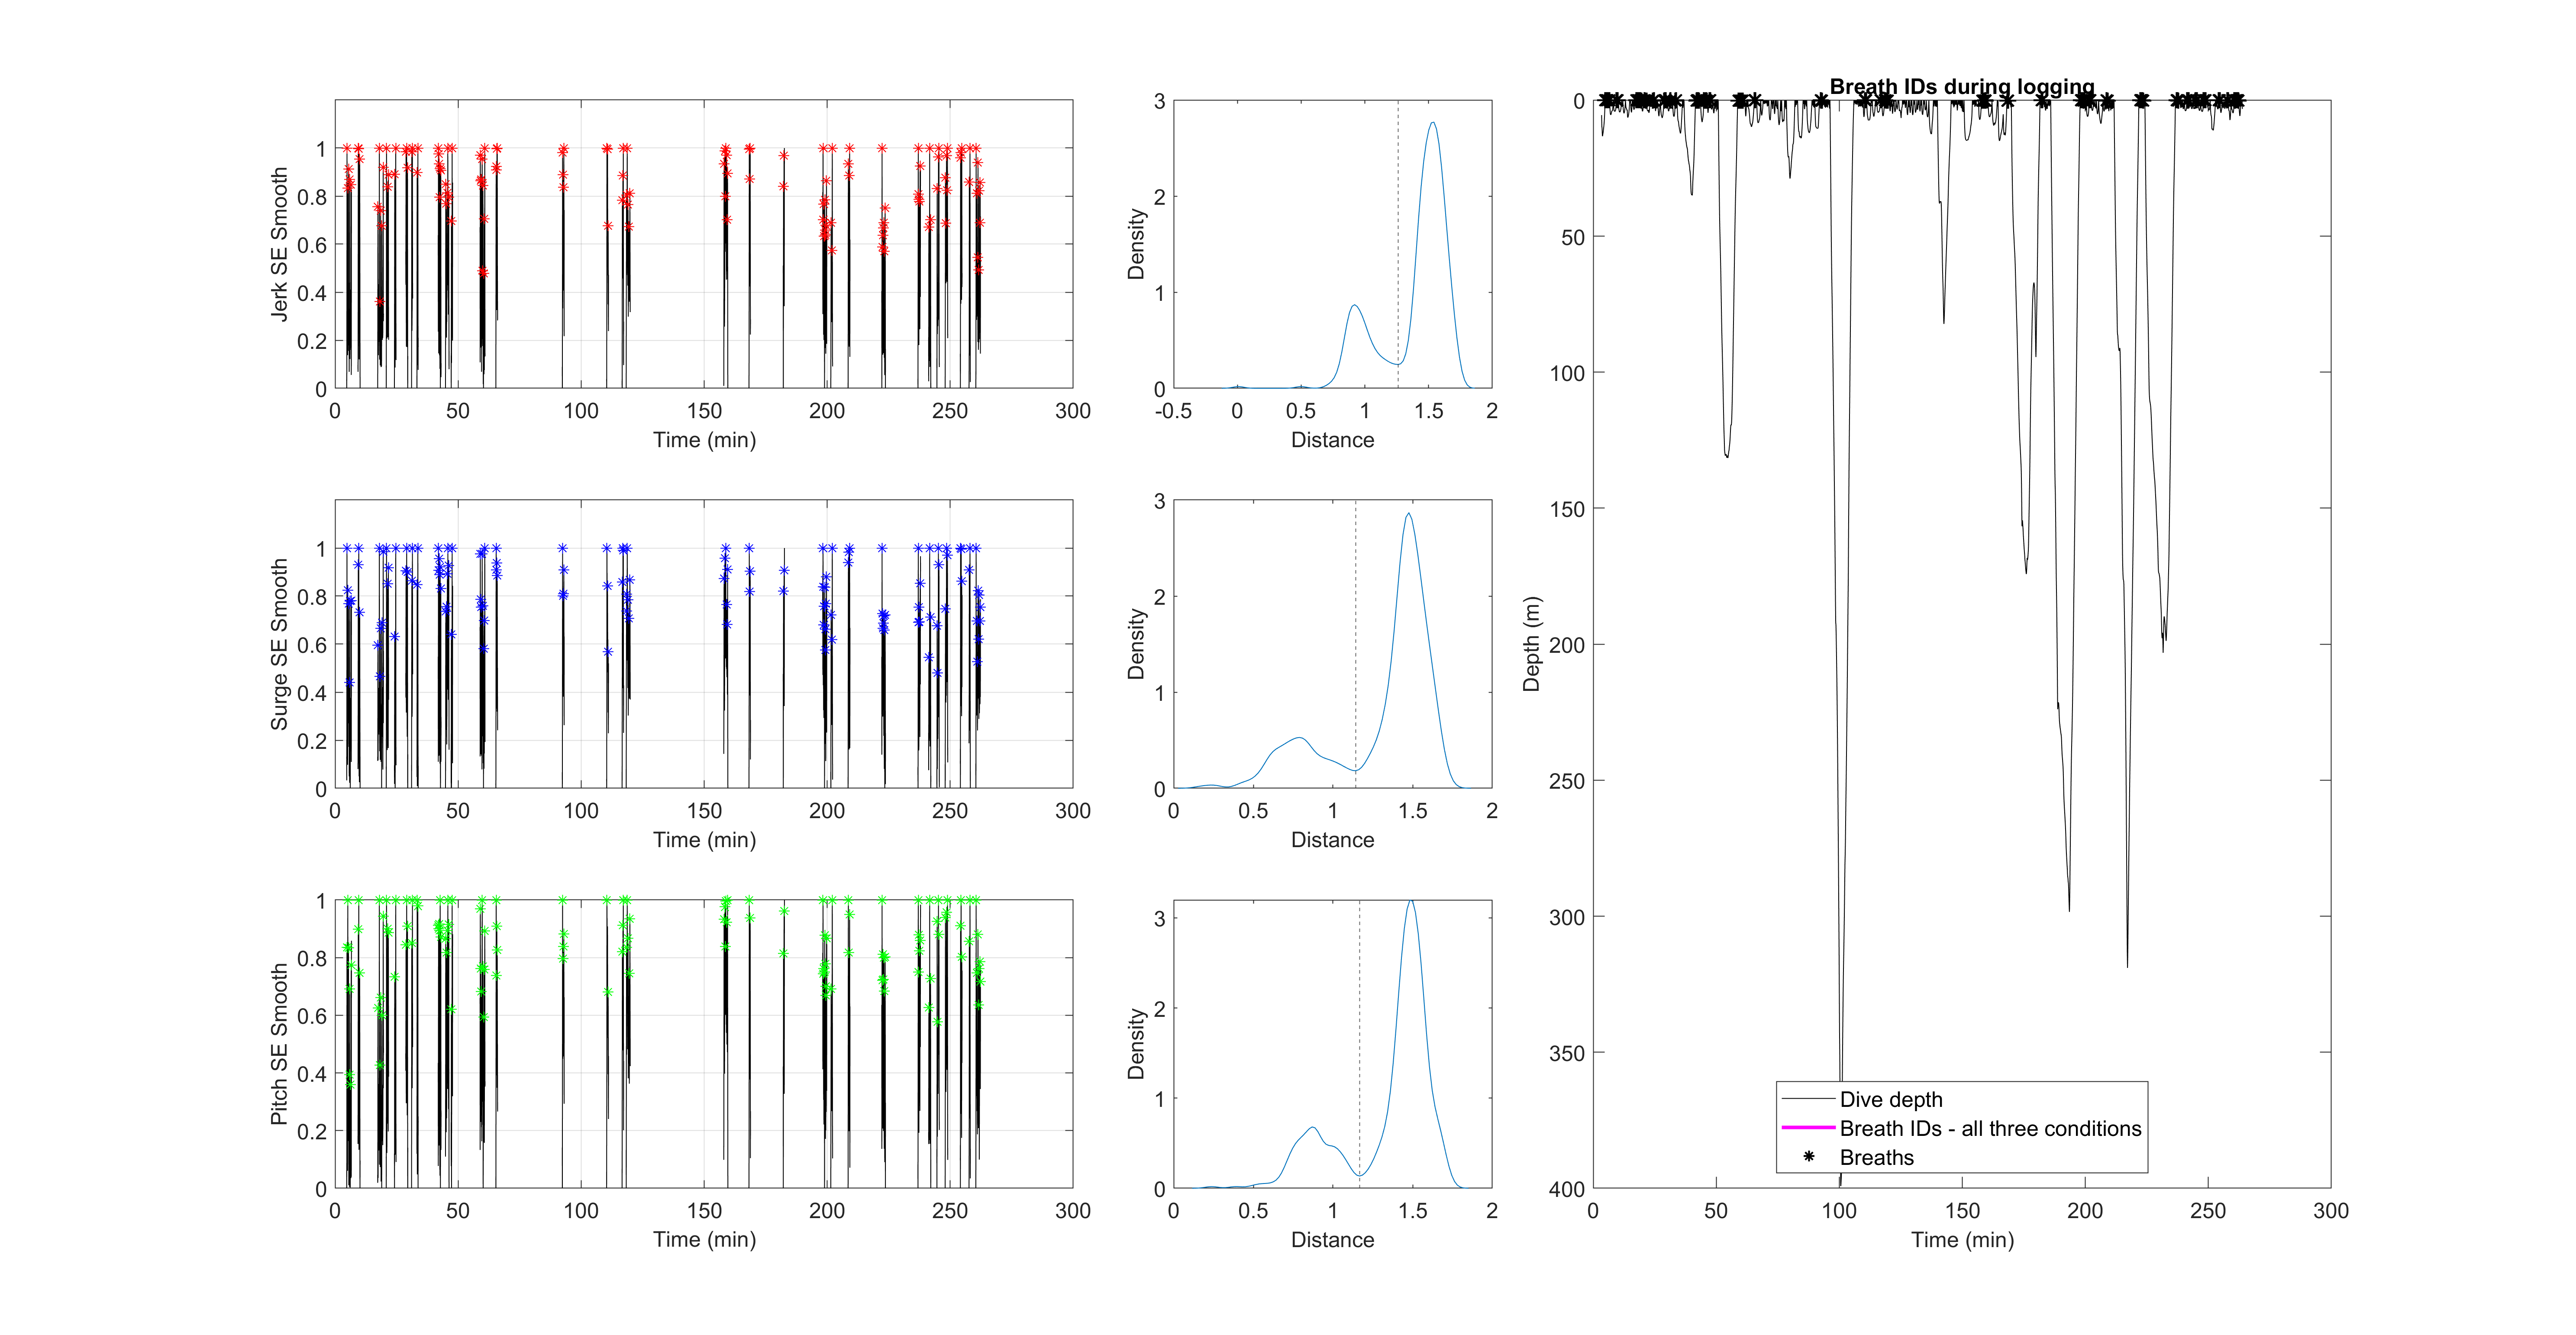 Jerk SE Smooth
1
0.8
0.6
0.4
0.2
0
0 50 100 150 200 250 300
Time (min)
Density
3
2
1
0
-0.5 0 0.5 1 1.5 2
Distance
Surge SE Smooth
1
0.8
0.6
0.4
0.2
0
0 50 100 150 200 250 300
Time (min)
Density
3
2
1
0
0 0.5 1 1.5 2
Distance
Pitch SE Smooth
1
0.8
0.6
0.4
0.2
0
0 50 100 150 200 250 300
Time (min)
Density
3
2
1
0
0 0.5 1 1.5 2
Distance
Breath IDs during logging
Depth (m)
0
50
100
150
200
250
300
350
400
0 50 100 150 200 250 300
Time (min)
Dive depth
Breath IDs - all three conditions
Breaths